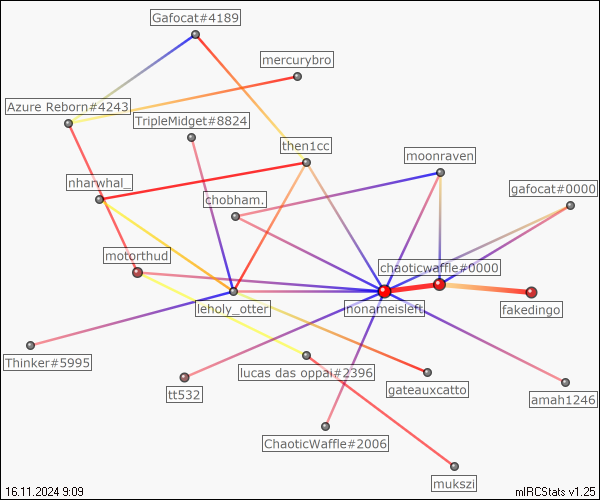 Gafocat#4189
mercurybro
Azure Reborn#4243
TripleMidget#8824
then1cc
moonraven
nharwhal_
gafocat#0000
chobham.
motorthud
chaoticwaffle#0000
leholy_otter
nonameisleft
fakedingo
Thinker#5995
lucas das oppai#2396
tt532
gateauxcatto
amah1246
ChaoticWaffle#2006
mukszi
16.11.2024 9:09
mIRCStats v1.25